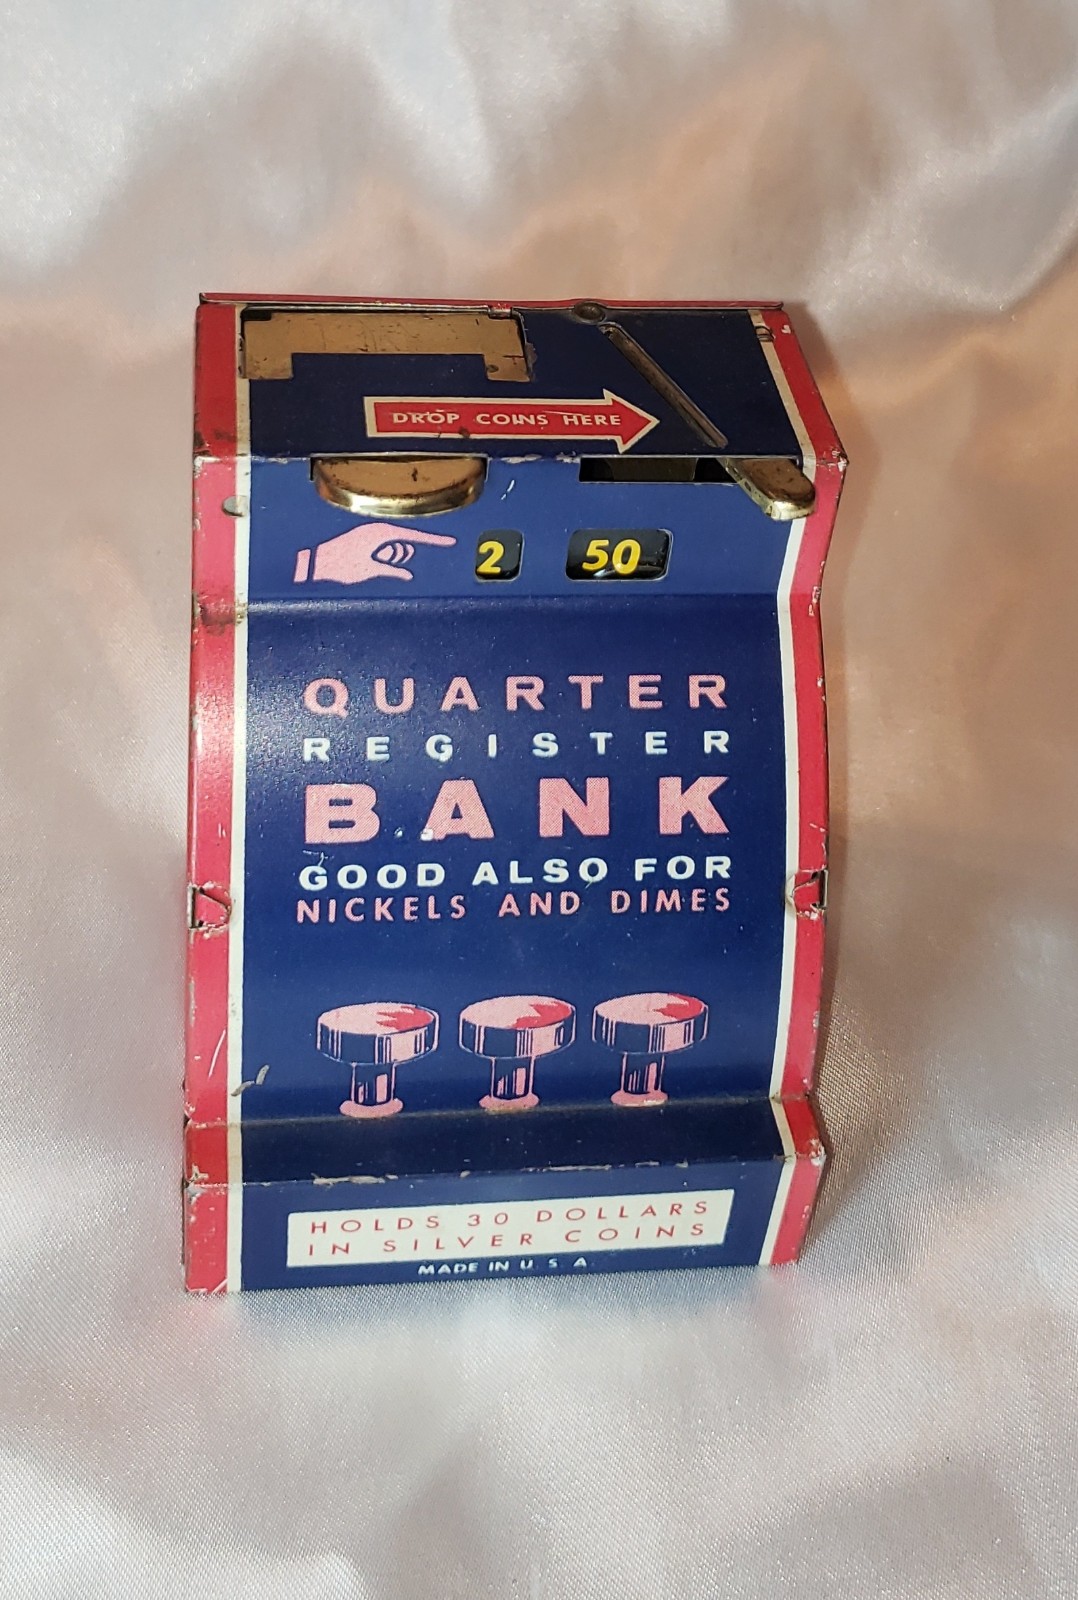 DROP COINS HERE
2 50
QUARTER
REGISTER
BANK
GOOD ALSO FOR
NICKELS AND DIMES
HOLDS 30 DOLLARS
IN SILVER COINS
MADE IN U. S. A.